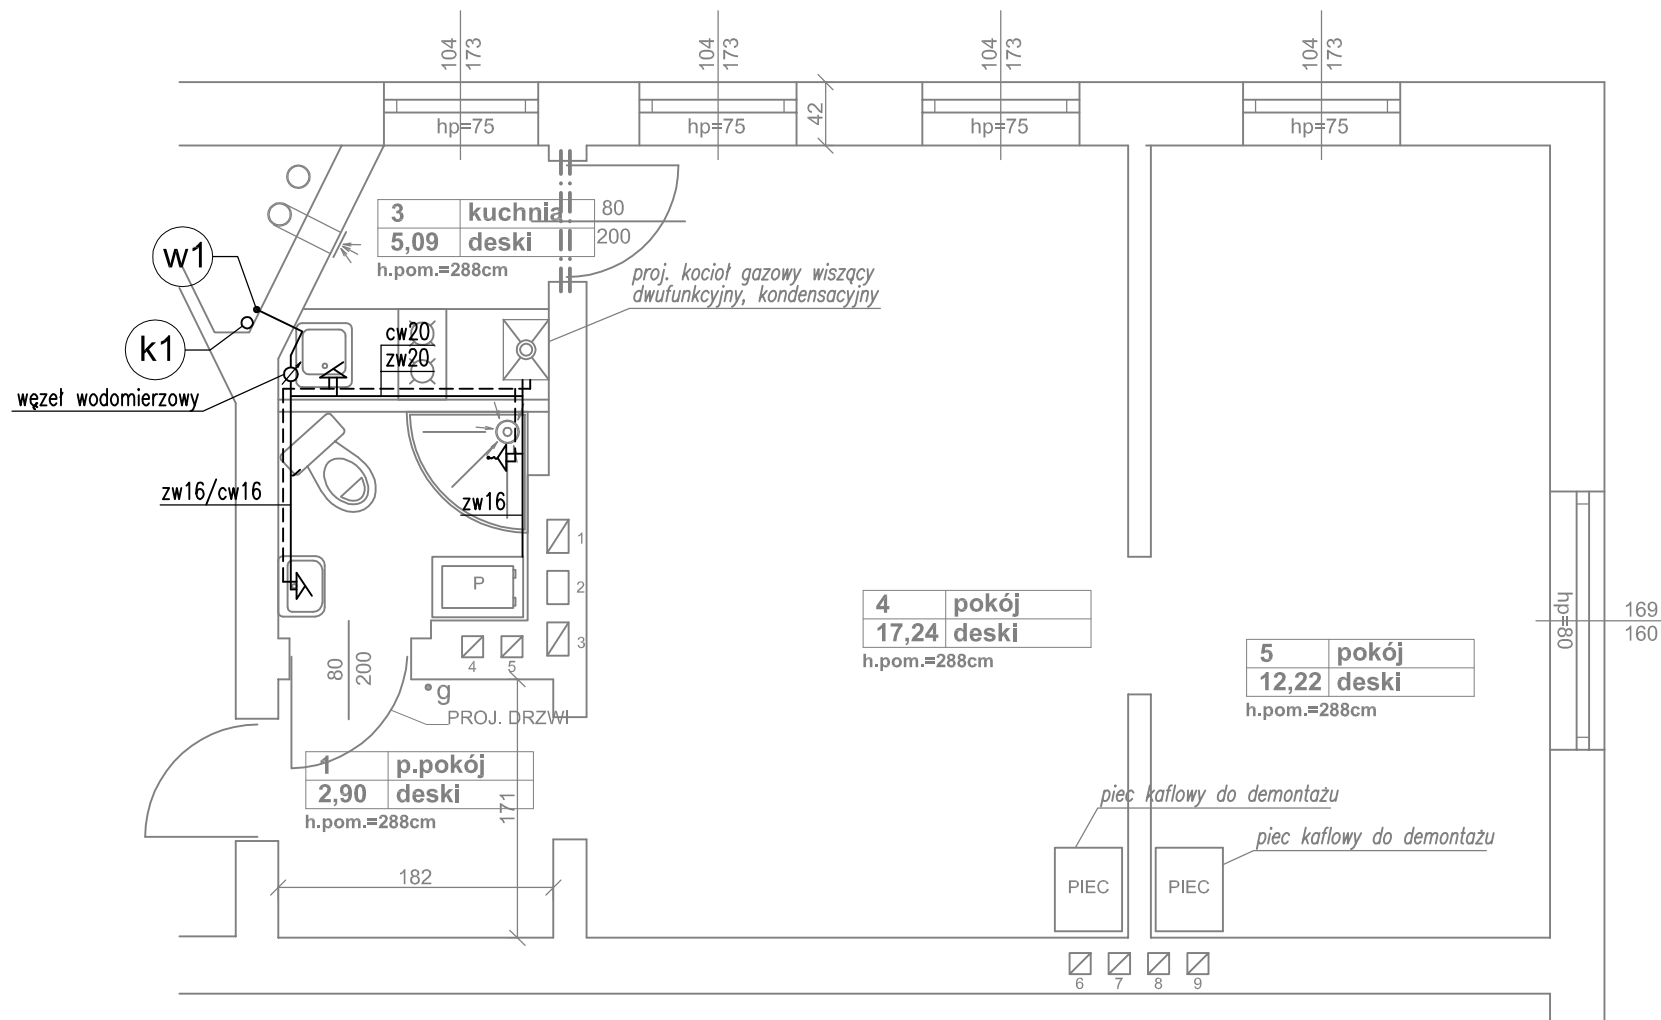 104
173
104
173
104
173
104
173
hp=75
hp=75
42
hp=75
hp=75
3 kuchnia
5,09 deski
h.pom.=288cm
80
200
proj. kocioł gazowy wiszący
dwufunkcyjny, kondensacyjny
w1
k1
węzeł wodomierzowy
cw20
zw20
zw16/cw16
zw16
P
1
2
3
4
5
80
200
g
PROJ. DRZWI
1 p.pokój
2,90 deski
h.pom.=288cm
171
182
4 pokój
17,24 deski
h.pom.=288cm
5 pokój
12,22 deski
h.pom.=288cm
hp=80
169
160
piec kaflowy do demontażu
piec kaflowy do demontażu
PIEC
PIEC
6
7
8
9